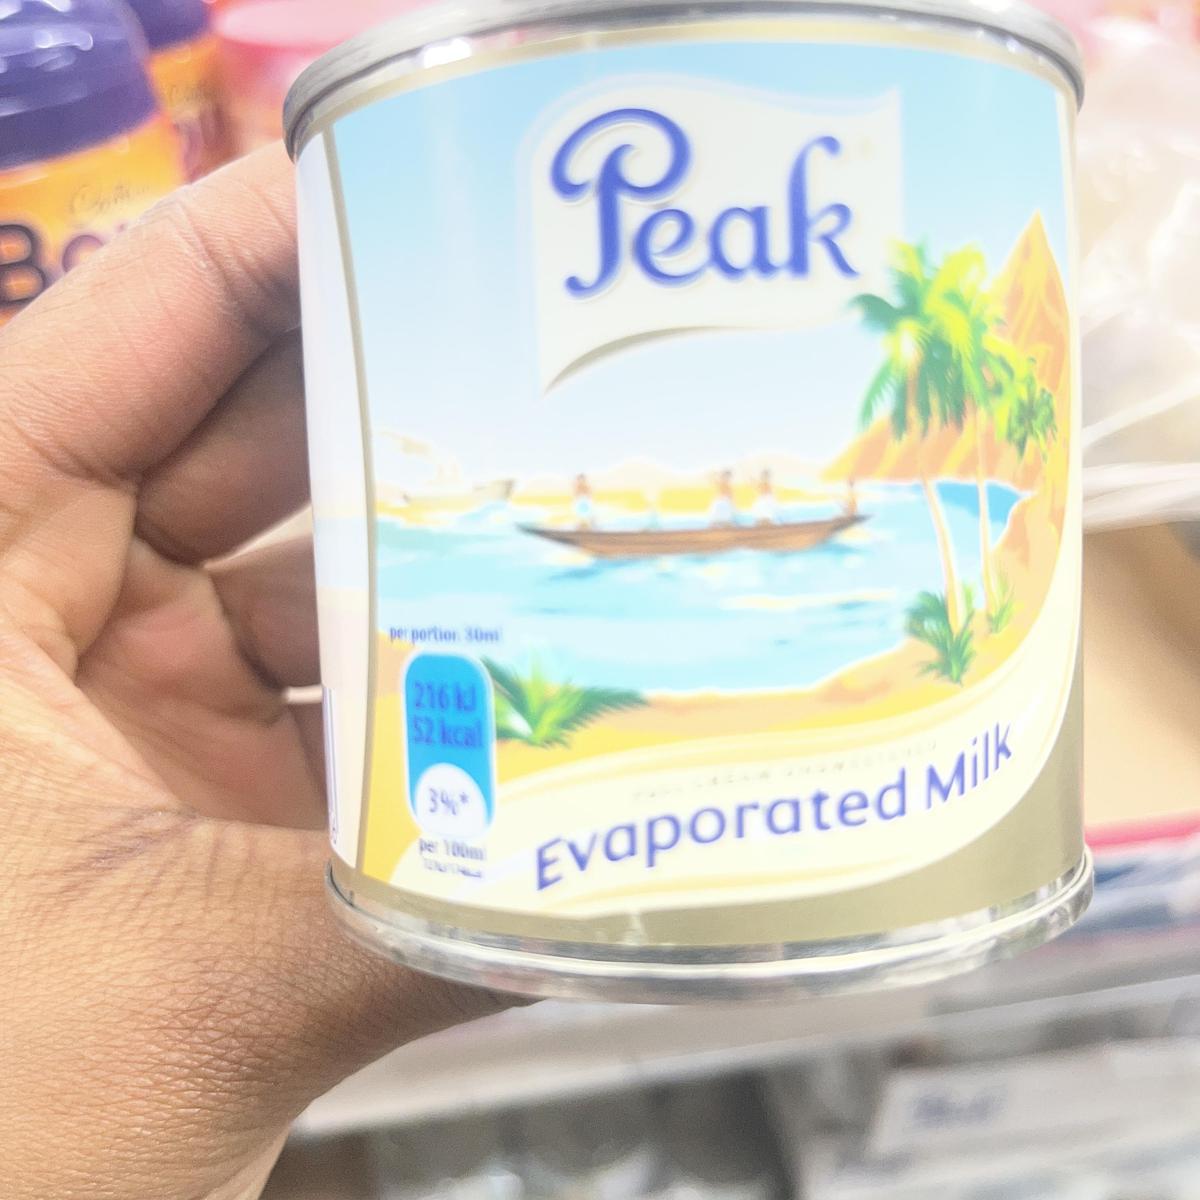 Peak
per portion: 30ml
216 kJ
52 kcal
3%*
per 100ml
Evaporated Milk